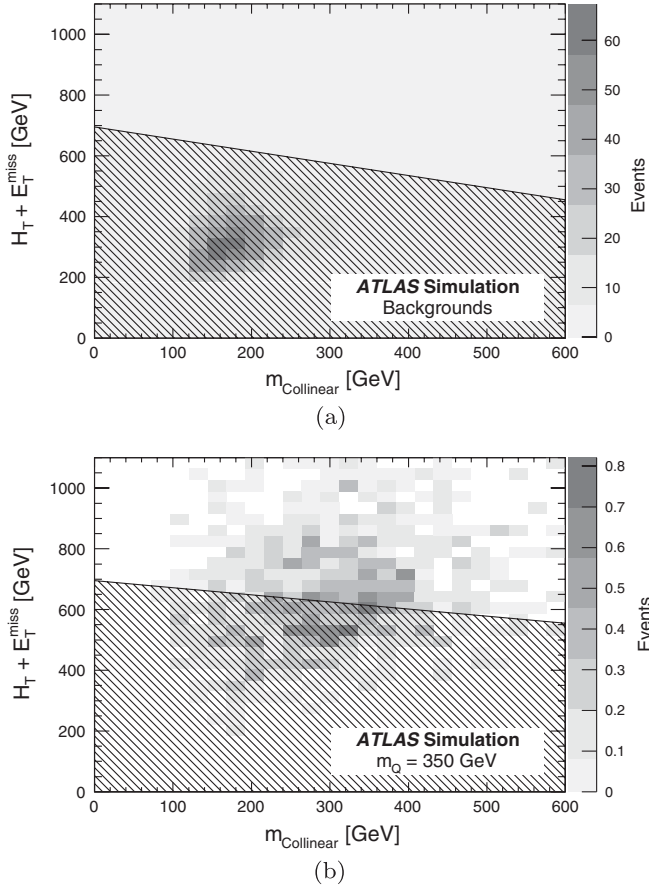 1000
800
600
400
200
0
H_T + E_T^miss [GeV]
60
50
40
30
20
10
0
Events
ATLAS Simulation
Backgrounds
0 100 200 300 400 500 600
m_Collinear [GeV]
(a)
1000
800
600
400
200
0
H_T + E_T^miss [GeV]
0.8
0.7
0.6
0.5
0.4
0.3
0.2
0.1
0
Events
ATLAS Simulation
m_Q = 350 GeV
0 100 200 300 400 500 600
m_Collinear [GeV]
(b)